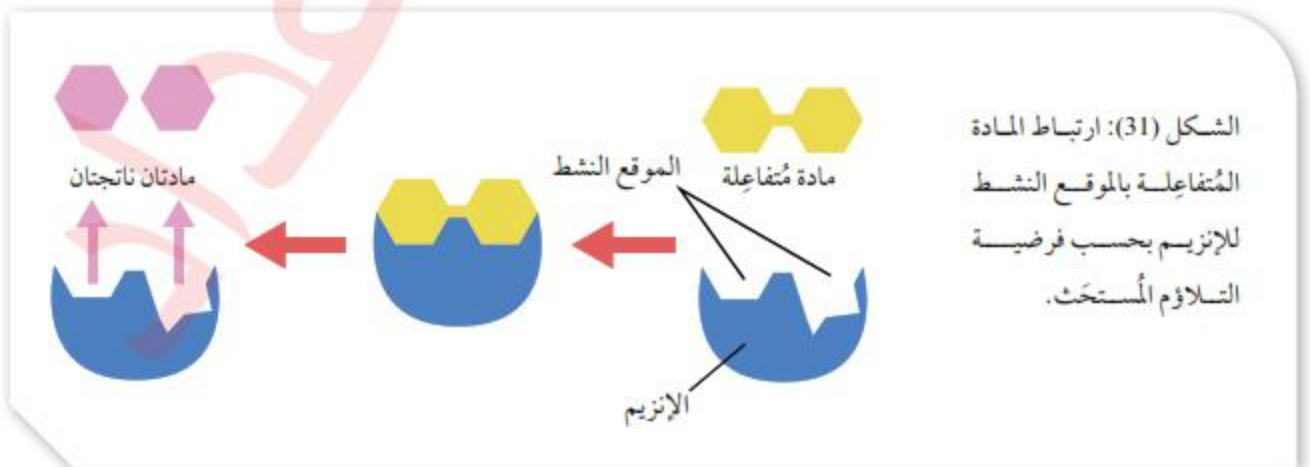 الشكل (31): ارتباط المادة
المُتفاعِلة بالموقع النشط
للإنزيم بحسب فرضية
التلاؤم المُستحَث.
مادة مُتفاعِلة
الموقع النشط
الإنزيم
مادتان ناتجتان